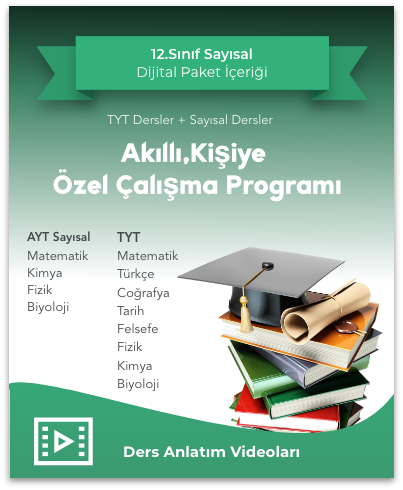 12.Sınıf Sayısal
Dijital Paket İçeriği
TYT Dersler + Sayısal Dersler
Akıllı,Kişiye
Özel Çalışma Programı
AYT Sayısal
Matematik
Kimya
Fizik
Biyoloji
TYT
Matematik
Türkçe
Coğrafya
Tarih
Felsefe
Fizik
Kimya
Biyoloji
Ders Anlatım Videoları